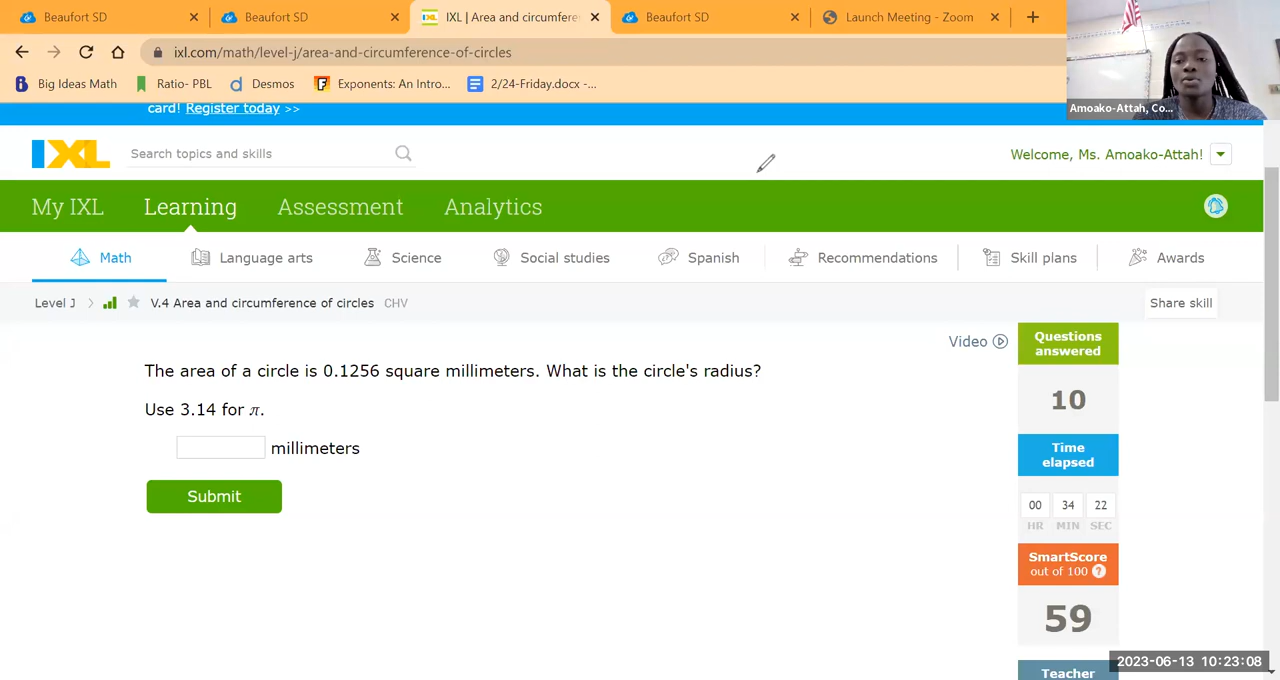 Beaufort SD
Beaufort SD
IXL | Area and circumfere
Beaufort SD
Launch Meeting - Zoom
ixl.com/math/level-j/area-and-circumference-of-circles
Big Ideas Math
Ratio- PBL
Desmos
Exponents: An Intro...
2/24-Friday.docx -...
Amoako-Attah, Co...
card! Register today >>
IXL
Search topics and skills
Welcome, Ms. Amoako-Attah!
My IXL
Learning
Assessment
Analytics
Math
Language arts
Science
Social studies
Spanish
Recommendations
Skill plans
Awards
Level J
V.4 Area and circumference of circles CHV
Share skill
Video
The area of a circle is 0.1256 square millimeters. What is the circle's radius?
Use 3.14 for π.
millimeters
Submit
Questions
answered
10
Time
elapsed
00 34 22
HR MIN SEC
SmartScore
out of 100 ?
59
Teacher
2023-06-13 10:23:08